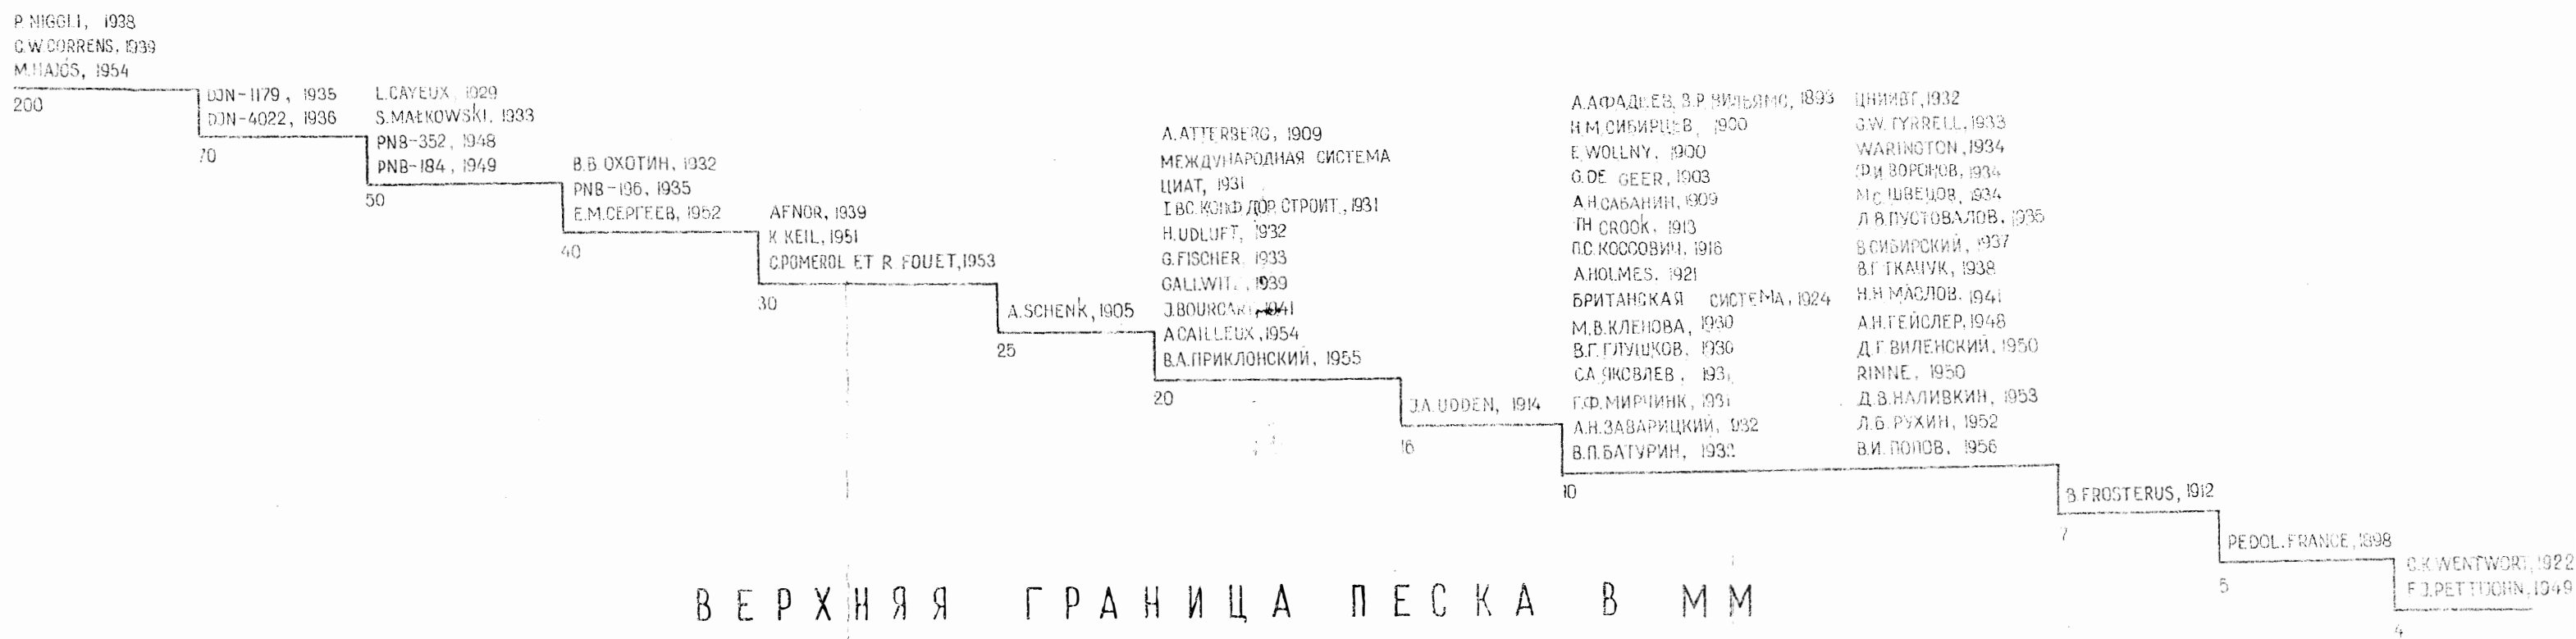 P. NIGGLI, 1938
C.W CORRENS, 1939
M. HAJÓS, 1954
200
DJN-1179, 1935
DJN-4022, 1936
70
L. CAYEUX, 1929
S. MAŁKOWSKI, 1933
PNB-352, 1948
PNB-184, 1949
50
В.В. ОХОТИН, 1932
PNB-196, 1935
Е.М. СЕРГЕЕВ, 1952
40
AFNOR, 1939
K. KEIL, 1951
C. POMEROL ET R FOUET, 1953
30
A. SCHENK, 1905
25
A. ATTERBERG, 1909
МЕЖДУНАРОДНАЯ СИСТЕМА
ЦИАТ, 1931
I ВС. КОНФ ДОР. СТРОИТ., 1931
H. UDLUFT, 1932
G. FISCHER, 1933
1939
J. BOURCART
A CAILLEUX, 1954
В.А. ПРИКЛОНСКИЙ, 1955
20
J.A. UDDEN, 1914
16
В.Р. ВИЛЬЯМС, 1893
Н.М. СИБИРЦЕВ, 1900
E. WOLLNY, 1900
G. DE GEER, 1903
А.Н. САБАНИН, 1909
TH CROOK, 1913
П.С. КОССОВИЧ, 1916
A. HOLMES, 1921
БРИТАНСКАЯ СИСТЕМА, 1924
М.В. КЛЕНОВА, 1930
В.Г. ГЛУШКОВ, 1930
С.А. ЯКОВЛЕВ, 1931
Г.Ф. МИРЧИНК, 1931
А.Н. ЗАВАРИЦКИЙ, 932
В.П. БАТУРИН, 1932
10
1932
G.W. TYRRELL, 1933
WARINGTON, 1934
Ф И ВОРОНОВ, 1934
М С. ШВЕЦОВ, 1934
Л.В. ПУСТОВАЛОВ, 1935
В СИБИРСКИЙ, 1937
В.Г. ТКАЧУК, 1938
Н.Н МАСЛОВ, 1941
А.Н. ГЕЙСЛЕР, 1948
Д.Г. ВИЛЕНСКИЙ, 1950
RINNE, 1950
Д.В. НАЛИВКИН, 1953
Л.Б. РУХИН, 1952
В.И. ПОПОВ, 1956
B. FROSTERUS, 1912
7
PEDOL. FRANCE, 1898
5
C.K WENTWORT, 1922
F.J. PETTIJOHN, 1949
4
ВЕРХНЯЯ ГРАНИЦА ПЕСКА В ММ